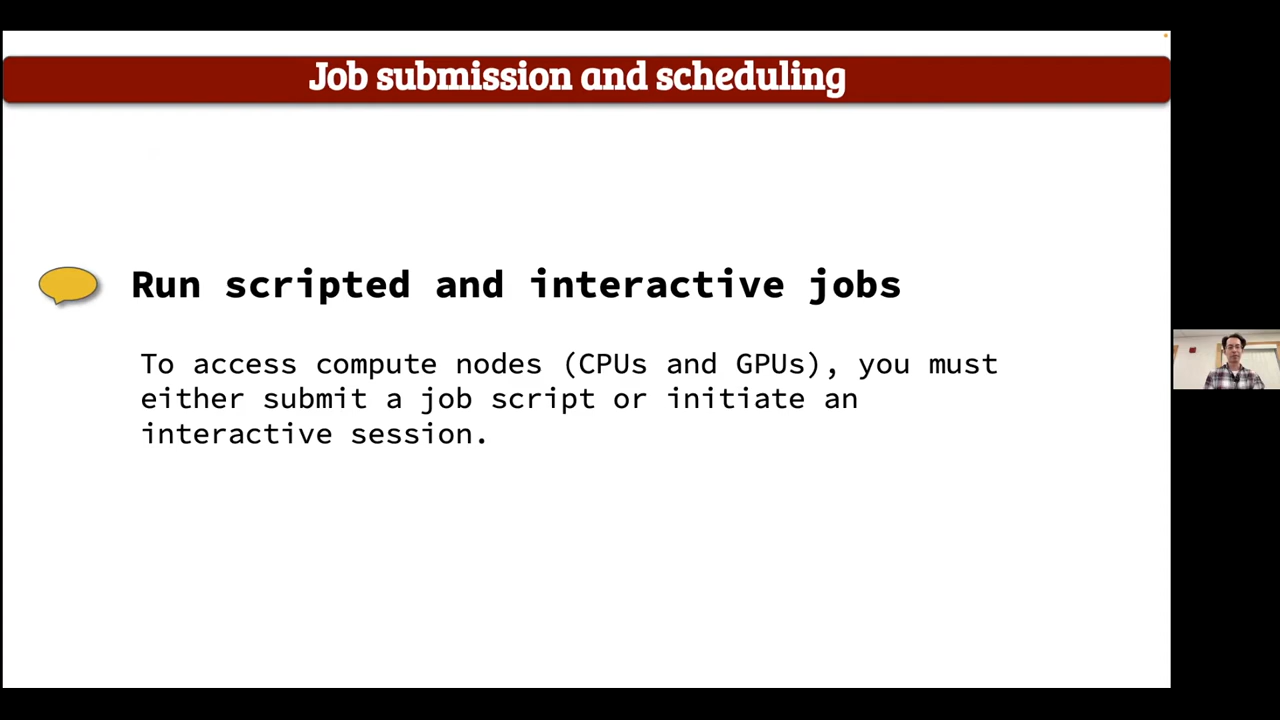 Job submission and scheduling
Run scripted and interactive jobs
To access compute nodes (CPUs and GPUs), you must
either submit a job script or initiate an
interactive session.